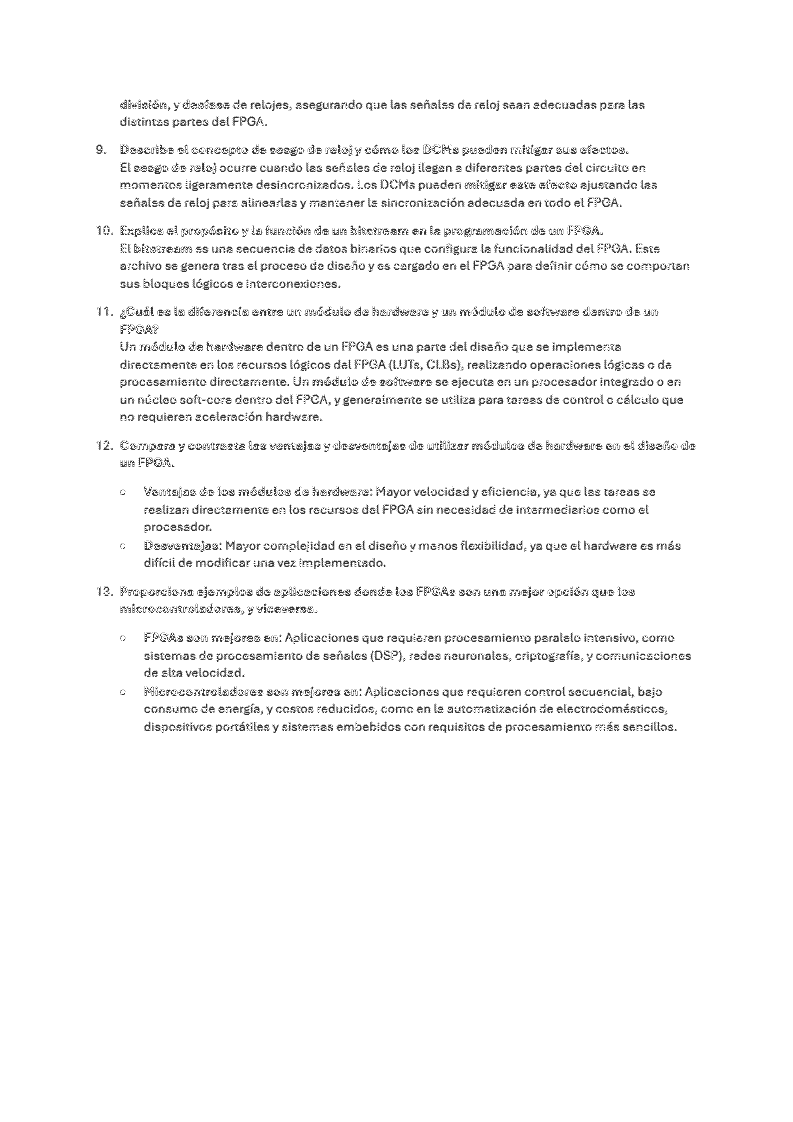 división, y desfase de relojes, asegurando que las señales de reloj sean adecuadas para las
distintas partes del FPGA.
9. Describe el concepto de sesgo de reloj y cómo los DCMs pueden mitigar sus efectos.
El sesgo de reloj ocurre cuando las señales de reloj llegan a diferentes partes del circuito en
momentos ligeramente desincronizados. Los DCMs pueden mitigar este efecto ajustando las
señales de reloj para alinearlas y mantener la sincronización adecuada en todo el FPGA.
10. Explica el propósito y la función de un bitstream en la programación de un FPGA.
El bitstream es una secuencia de datos binarios que configura la funcionalidad del FPGA. Este
archivo se genera tras el proceso de diseño y es cargado en el FPGA para definir cómo se comportan
sus bloques lógicos e interconexiones.
11. ¿Cuál es la diferencia entre un módulo de hardware y un módulo de software dentro de un
FPGA?
Un módulo de hardware dentro de un FPGA es una parte del diseño que se implementa
directamente en los recursos lógicos del FPGA (LUTs, CLBs), realizando operaciones lógicas o de
procesamiento directamente. Un módulo de software se ejecuta en un procesador integrado o en
un núcleo soft-core dentro del FPGA, y generalmente se utiliza para tareas de control o cálculo que
no requieren aceleración hardware.
12. Compara y contrasta las ventajas y desventajas de utilizar módulos de hardware en el diseño de
un FPGA.
○ Ventajas de los módulos de hardware: Mayor velocidad y eficiencia, ya que las tareas se
realizan directamente en los recursos del FPGA sin necesidad de intermediarios como el
procesador.
○ Desventajas: Mayor complejidad en el diseño y menos flexibilidad, ya que el hardware es más
difícil de modificar una vez implementado.
13. Proporciona ejemplos de aplicaciones donde los FPGAs son una mejor opción que los
microcontroladores, y viceversa.
○ FPGAs son mejores en: Aplicaciones que requieren procesamiento paralelo intensivo, como
sistemas de procesamiento de señales (DSP), redes neuronales, criptografía, y comunicaciones
de alta velocidad.
○ Microcontroladores son mejores en: Aplicaciones que requieren control secuencial, bajo
consumo de energía, y costos reducidos, como en la automatización de electrodomésticos,
dispositivos portátiles y sistemas embebidos con requisitos de procesamiento más sencillos.